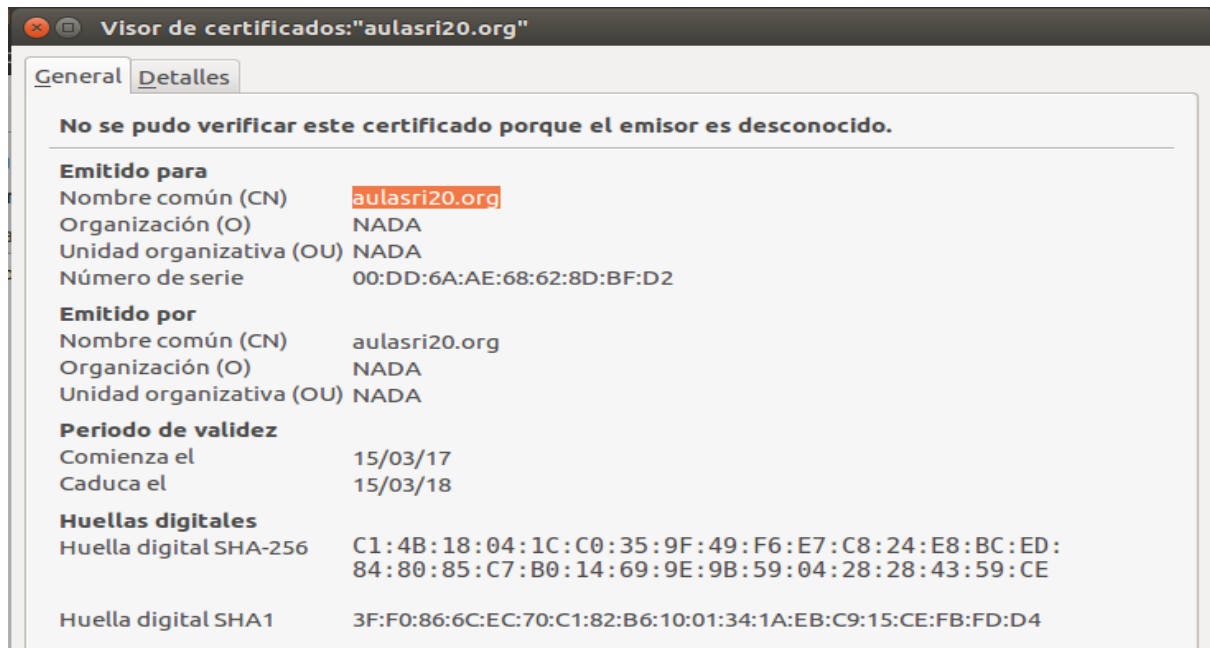 Visor de certificados:"aulasri20.org"
General Detalles
No se pudo verificar este certificado porque el emisor es desconocido.
Emitido para
Nombre común (CN) aulasri20.org
Organización (O) NADA
Unidad organizativa (OU) NADA
Número de serie 00:DD:6A:AE:68:62:8D:BF:D2
Emitido por
Nombre común (CN) aulasri20.org
Organización (O) NADA
Unidad organizativa (OU) NADA
Periodo de validez
Comienza el 15/03/17
Caduca el 15/03/18
Huellas digitales
Huella digital SHA-256 C1:4B:18:04:1C:C0:35:9F:49:F6:E7:C8:24:E8:BC:ED:
84:80:85:C7:B0:14:69:9E:9B:59:04:28:28:43:59:CE
Huella digital SHA1 3F:F0:86:6C:EC:70:C1:82:B6:10:01:34:1A:EB:C9:15:CE:FB:FD:D4